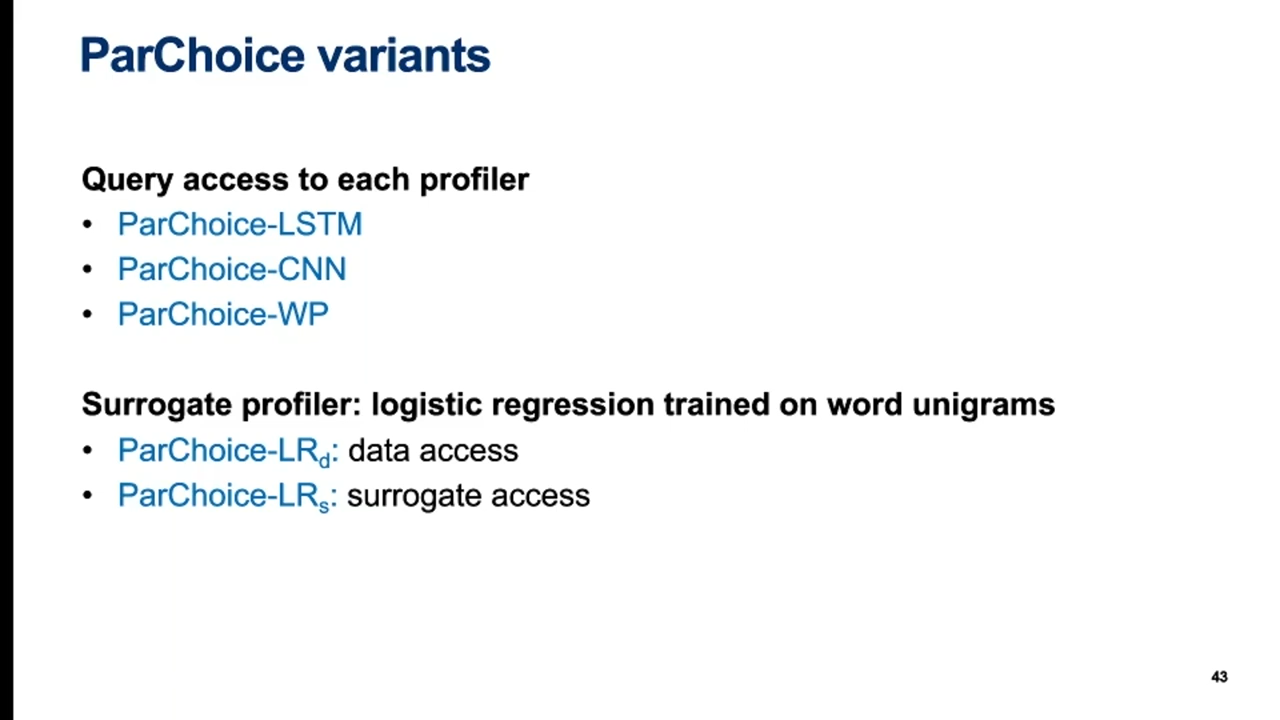 ParChoice variants
Query access to each profiler
• ParChoice-LSTM
• ParChoice-CNN
• ParChoice-WP
Surrogate profiler: logistic regression trained on word unigrams
• ParChoice-LRd: data access
• ParChoice-LRs: surrogate access
43